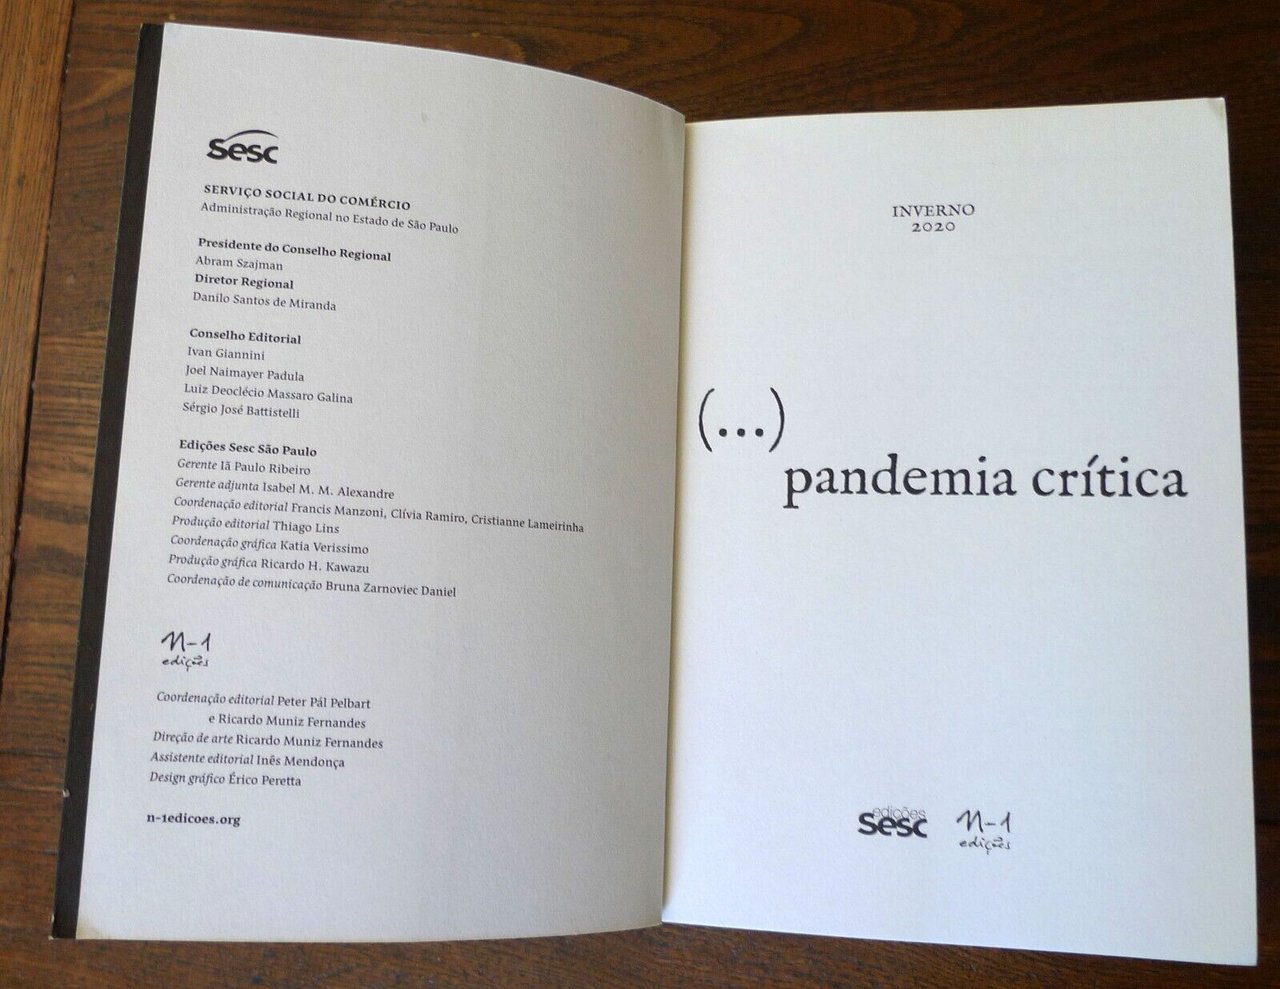 Sesc
SERVIÇO SOCIAL DO COMÉRCIO
Administração Regional no Estado de São Paulo
Presidente do Conselho Regional
Abram Szajman
Diretor Regional
Danilo Santos de Miranda
Conselho Editorial
Ivan Giannini
Joel Naimayer Padula
Luiz Deoclécio Massaro Galina
Sérgio José Battistelli
Edições Sesc São Paulo
Gerente Iã Paulo Ribeiro
Gerente adjunta Isabel M. M. Alexandre
Coordenação editorial Francis Manzoni, Clívia Ramiro, Cristianne Lameirinha
Produção editorial Thiago Lins
Coordenação gráfica Katia Verissimo
Produção gráfica Ricardo H. Kawazu
Coordenação de comunicação Bruna Zarnoviec Daniel
n-1
edições
Coordenação editorial Peter Pál Pelbart
e Ricardo Muniz Fernandes
Direção de arte Ricardo Muniz Fernandes
Assistente editorial Inês Mendonça
Design gráfico Érico Peretta
n-1edicoes.org
INVERNO
2020
(...)
pandemia crítica
edições
Sesc
n-1
edições